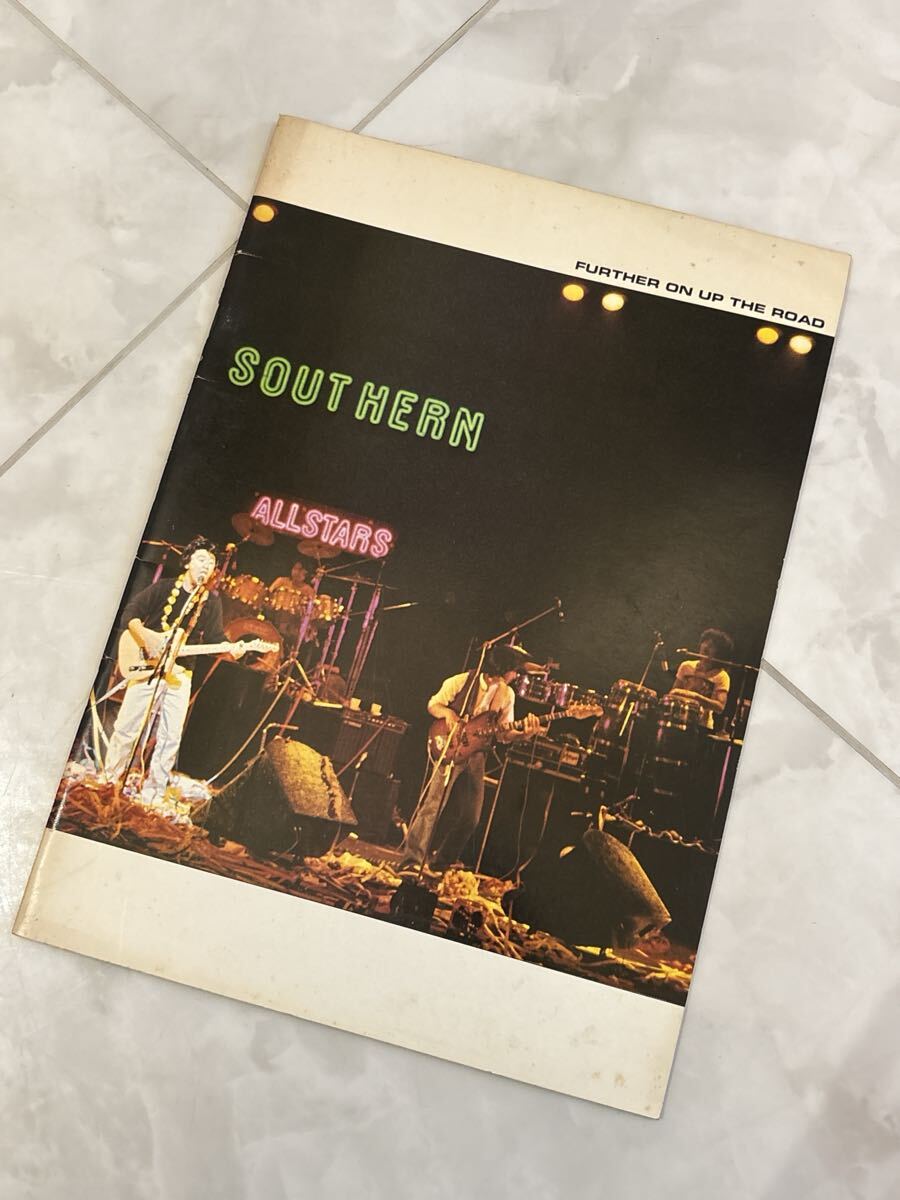 FURTHER ON UP THE ROAD
SOUTHERN
ALLSTARS